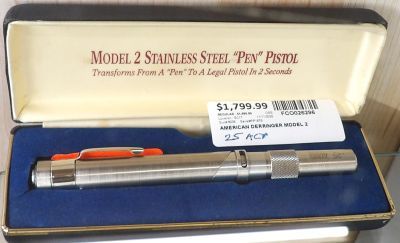 MODEL 2 STAINLESS STEEL "PEN" PISTOL
Transforms From A "Pen" To A Legal Pistol In 2 Seconds
$1,799.99
FCO026296
AMERICAN DERRINGER MODEL 2
25 ACP